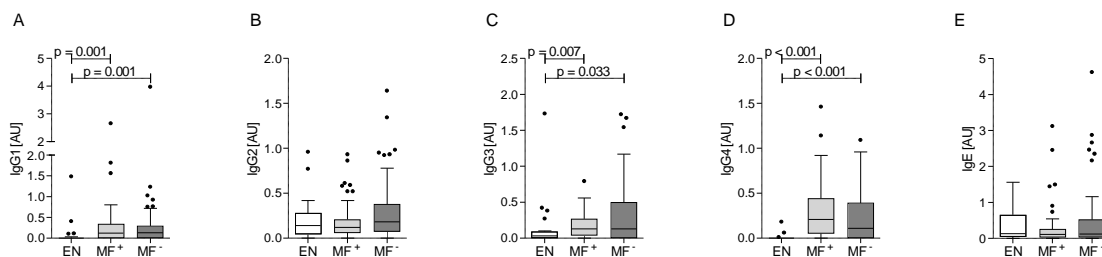 A
p = 0.001
p = 0.001
IgG1 [AU]
5
4
3
2
2.0
1.5
1.0
0.5
0.0
EN MF+ MF-
B
IgG2 [AU]
2.0
1.5
1.0
0.5
0.0
EN MF+ MF-
C
p = 0.007
p = 0.033
IgG3 [AU]
2.5
2.0
1.5
1.0
0.5
0.0
EN MF+ MF-
D
p < 0.001
p < 0.001
IgG4 [AU]
2.0
1.5
1.0
0.5
0.0
EN MF+ MF-
E
IgE [AU]
5
4
3
2
1
0
EN MF+ MF-